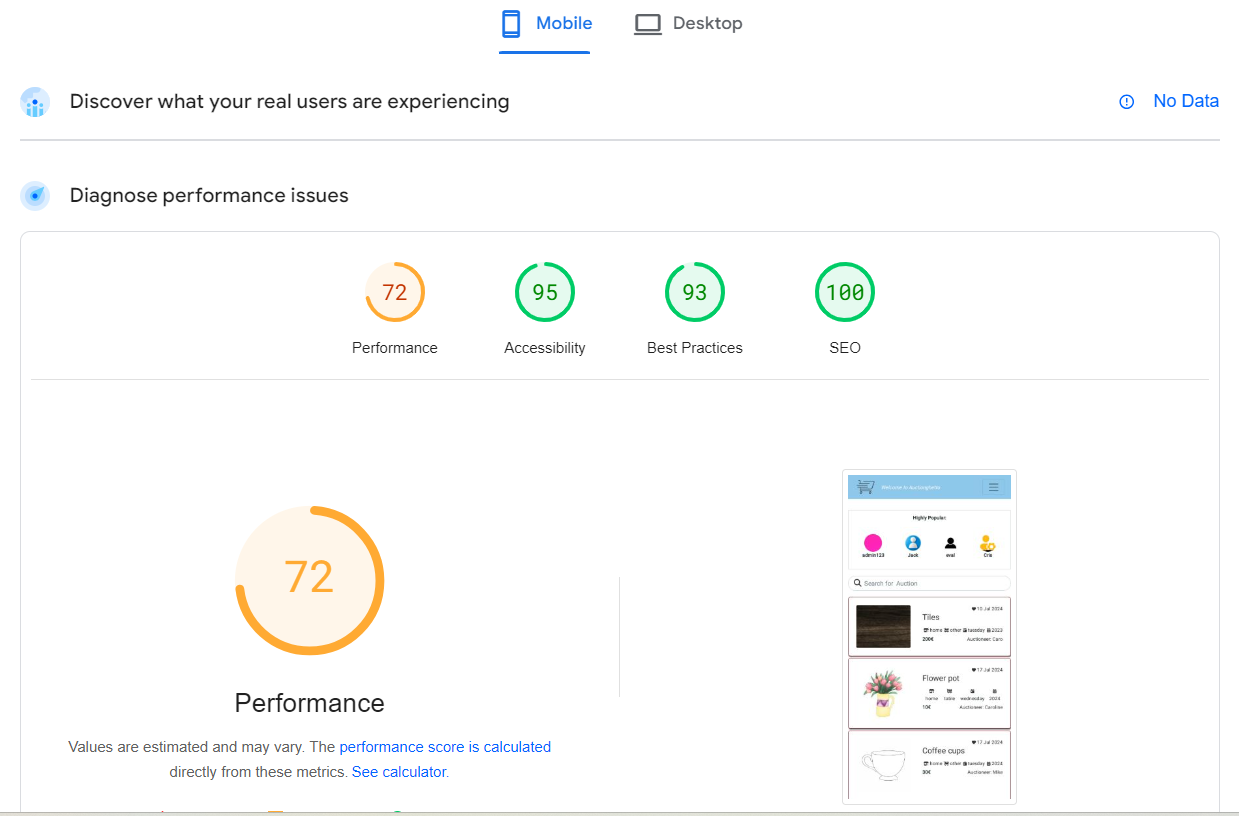 Mobile
Desktop
Discover what your real users are experiencing
No Data
Diagnose performance issues
72
95
93
100
Performance
Accessibility
Best Practices
SEO
72
Performance
Values are estimated and may vary. The performance score is calculated
directly from these metrics. See calculator.
Highly Popular:
admin123
Jack
eval
Cris
Search for Auction
10 Jul 2024
Tiles
home other tuesday 2023
200€
Auctioneer: Caro
17 Jul 2024
Flower pot
home table wednesday 2024
10€
Auctioneer: Caroline
17 Jul 2024
Coffee cups
home other tuesday 2024
30€
Auctioneer: Mike